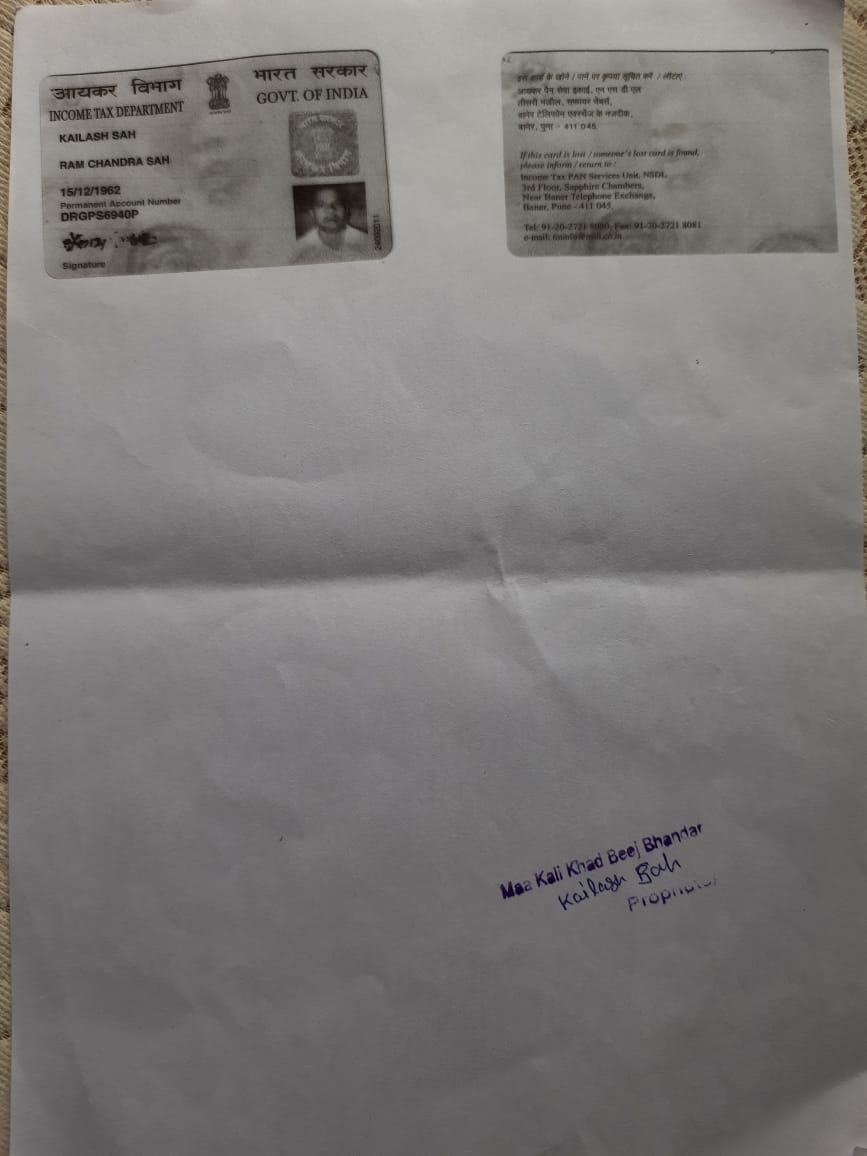 आयकर विभाग
INCOME TAX DEPARTMENT
भारत सरकार
GOVT. OF INDIA
KAILASH SAH
RAM CHANDRA SAH
15/12/1962
Permanent Account Number
DRGPS6940P
Signature
इस कार्ड के खोने / पाने पर कृपया सूचित करें / लौटाएं :
आयकर पैन सेवा इकाई, एन एस डी एल
तीसरी मंज़ील, सफायर चेंबर्स,
बानेर टेलिफोन एक्स्चेंज के नजदीक,
बानेर, पुना - 411 045.
If this card is lost / someone's lost card is found,
please inform / return to :
Income Tax PAN Services Unit, NSDL
3rd Floor, Sapphire Chambers,
Near Baner Telephone Exchange,
Baner, Pune - 411 045.
Tel: 91-20-2721 8080, Fax: 91-20-2721 8081
e-mail: tininfo@nsdl.co.in
Maa Kali Khad Beej Bhandar
Kailash Sah